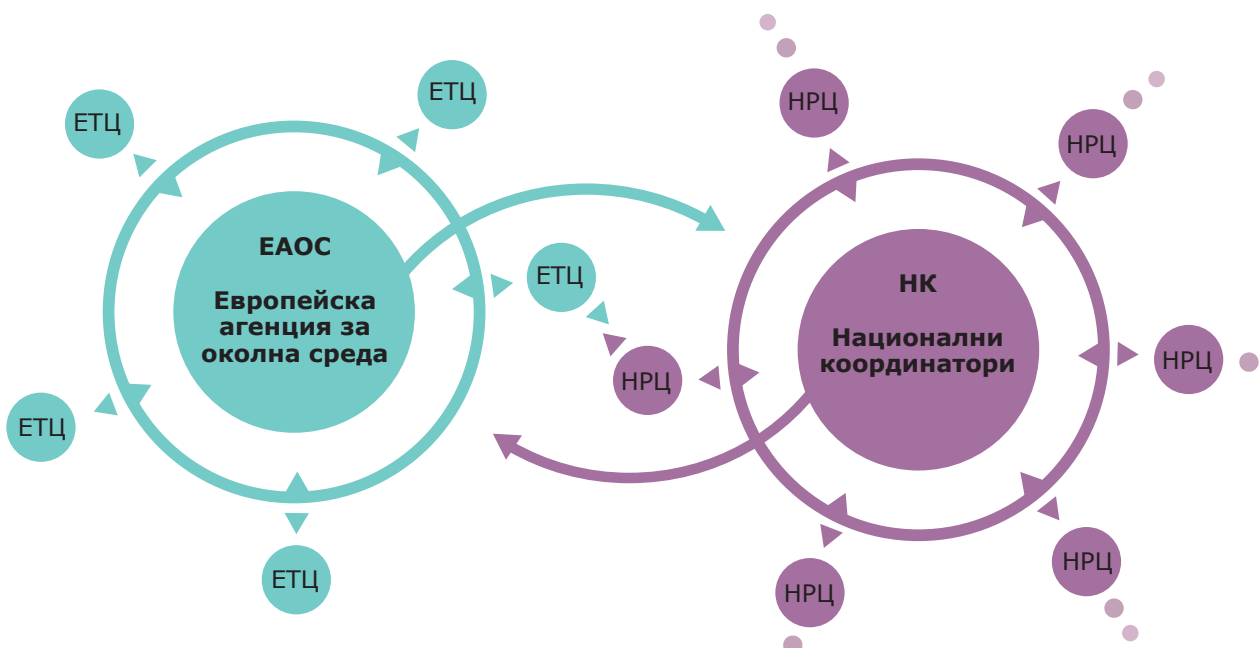 ЕТЦ
ЕТЦ
ЕАОС
Европейска
агенция за
околна среда
ЕТЦ
ЕТЦ
ЕТЦ
НРЦ
НРЦ
НК
Национални
координатори
НРЦ
НРЦ
НРЦ
НРЦ